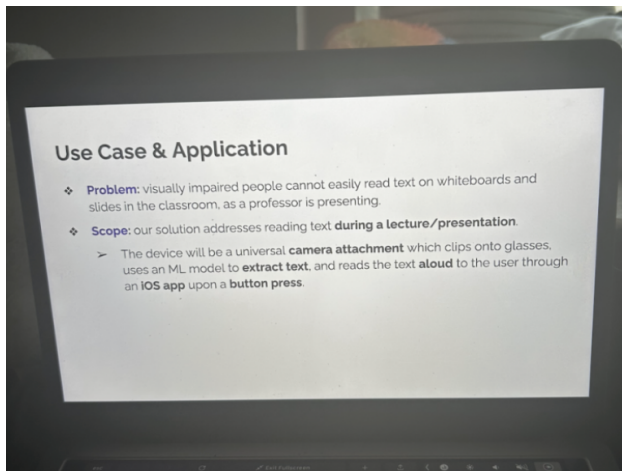 Use Case & Application
❖ Problem: visually impaired people cannot easily read text on whiteboards and
slides in the classroom, as a professor is presenting.
❖ Scope: our solution addresses reading text during a lecture/presentation.
➢ The device will be a universal camera attachment which clips onto glasses,
uses an ML model to extract text, and reads the text aloud to the user through
an iOS app upon a button press.